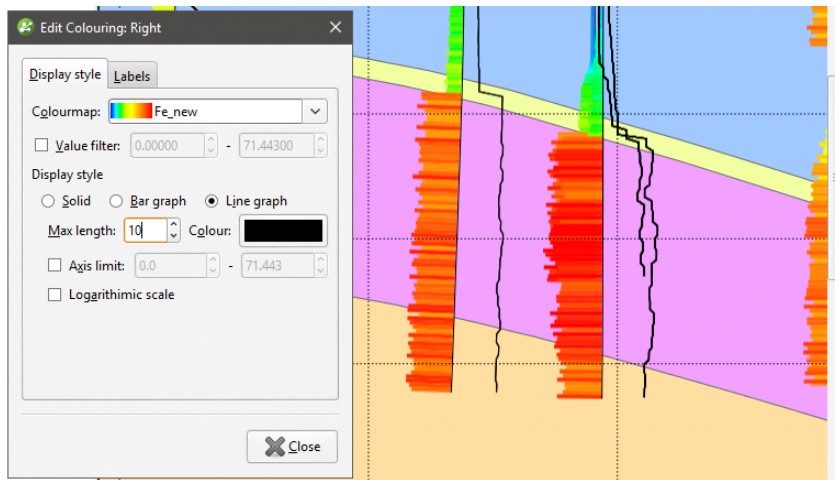 Edit Colouring: Right
Display style Labels
Colourmap: Fe_new
Value filter: 0.00000 - 71.44300
Display style
Solid Bar graph Line graph
Max length: 10 Colour:
Axis limit: 0.0 - 71.443
Logarithimic scale
Close